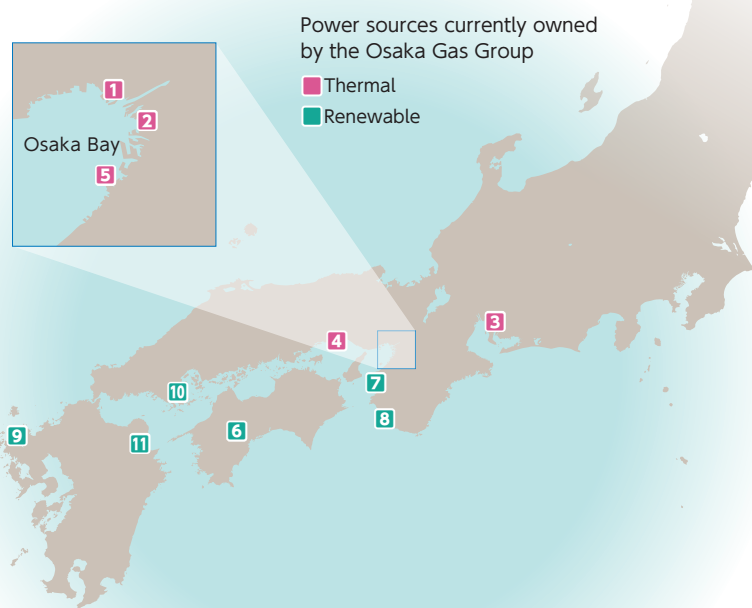 Power sources currently owned
by the Osaka Gas Group
Thermal
Renewable
1
2
Osaka Bay
5
3
4
7
10
8
6
9
11